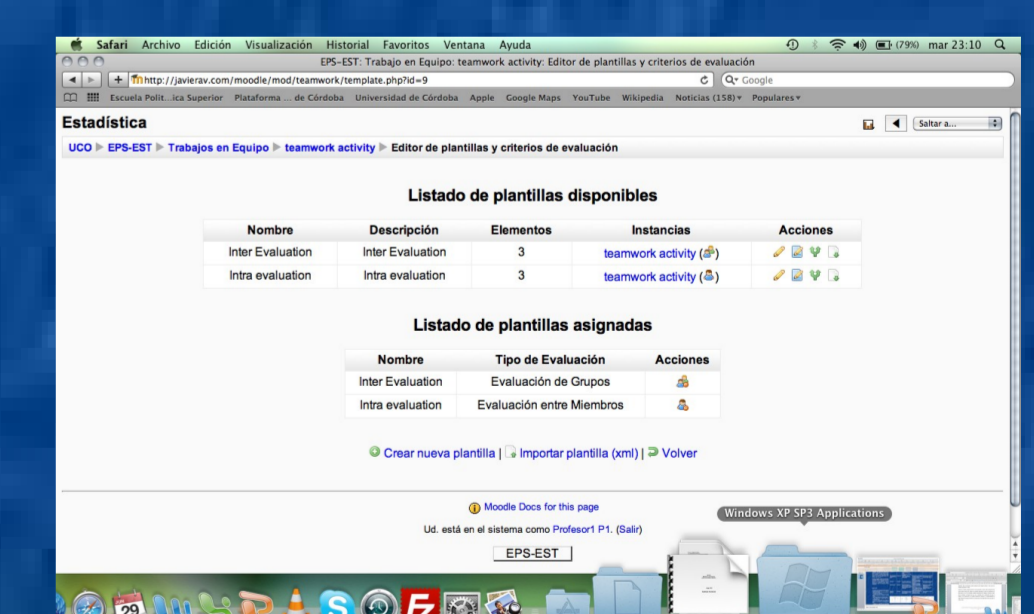 Safari Archivo Edición Visualización Historial Favoritos Ventana Ayuda (79%) mar 23:10
EPS-EST: Trabajo en Equipo: teamwork activity: Editor de plantillas y criterios de evaluación
http://javierav.com/moodle/mod/teamwork/template.php?id=9 Google
Escuela Polit...ica Superior Plataforma ... de Córdoba Universidad de Córdoba Apple Google Maps YouTube Wikipedia Noticias (158) Populares
Estadística Saltar a...
UCO EPS-EST Trabajos en Equipo teamwork activity Editor de plantillas y criterios de evaluación
Listado de plantillas disponibles
Nombre Descripción Elementos Instancias Acciones
Inter Evaluation Inter Evaluation 3 teamwork activity ( )
Intra evaluation Intra evaluation 3 teamwork activity ( )
Listado de plantillas asignadas
Nombre Tipo de Evaluación Acciones
Inter Evaluation Evaluación de Grupos
Intra evaluation Evaluación entre Miembros
Crear nueva plantilla | Importar plantilla (xml) | Volver
Moodle Docs for this page
Windows XP SP3 Applications
Ud. está en el sistema como Profesor1 P1. (Salir)
EPS-EST
29